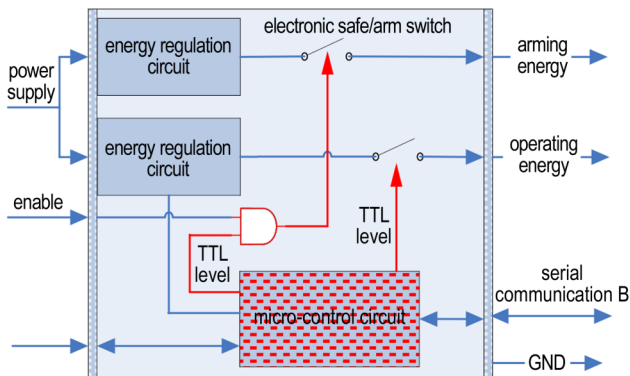 electronic safe/arm switch
energy regulation
circuit
arming
energy
power
supply
energy regulation
circuit
operating
energy
enable
TTL
level
TTL
level
micro-control circuit
serial
communication B
GND